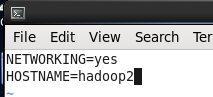 File Edit View Search Ter
NETWORKING=yes
HOSTNAME=hadoop2
~